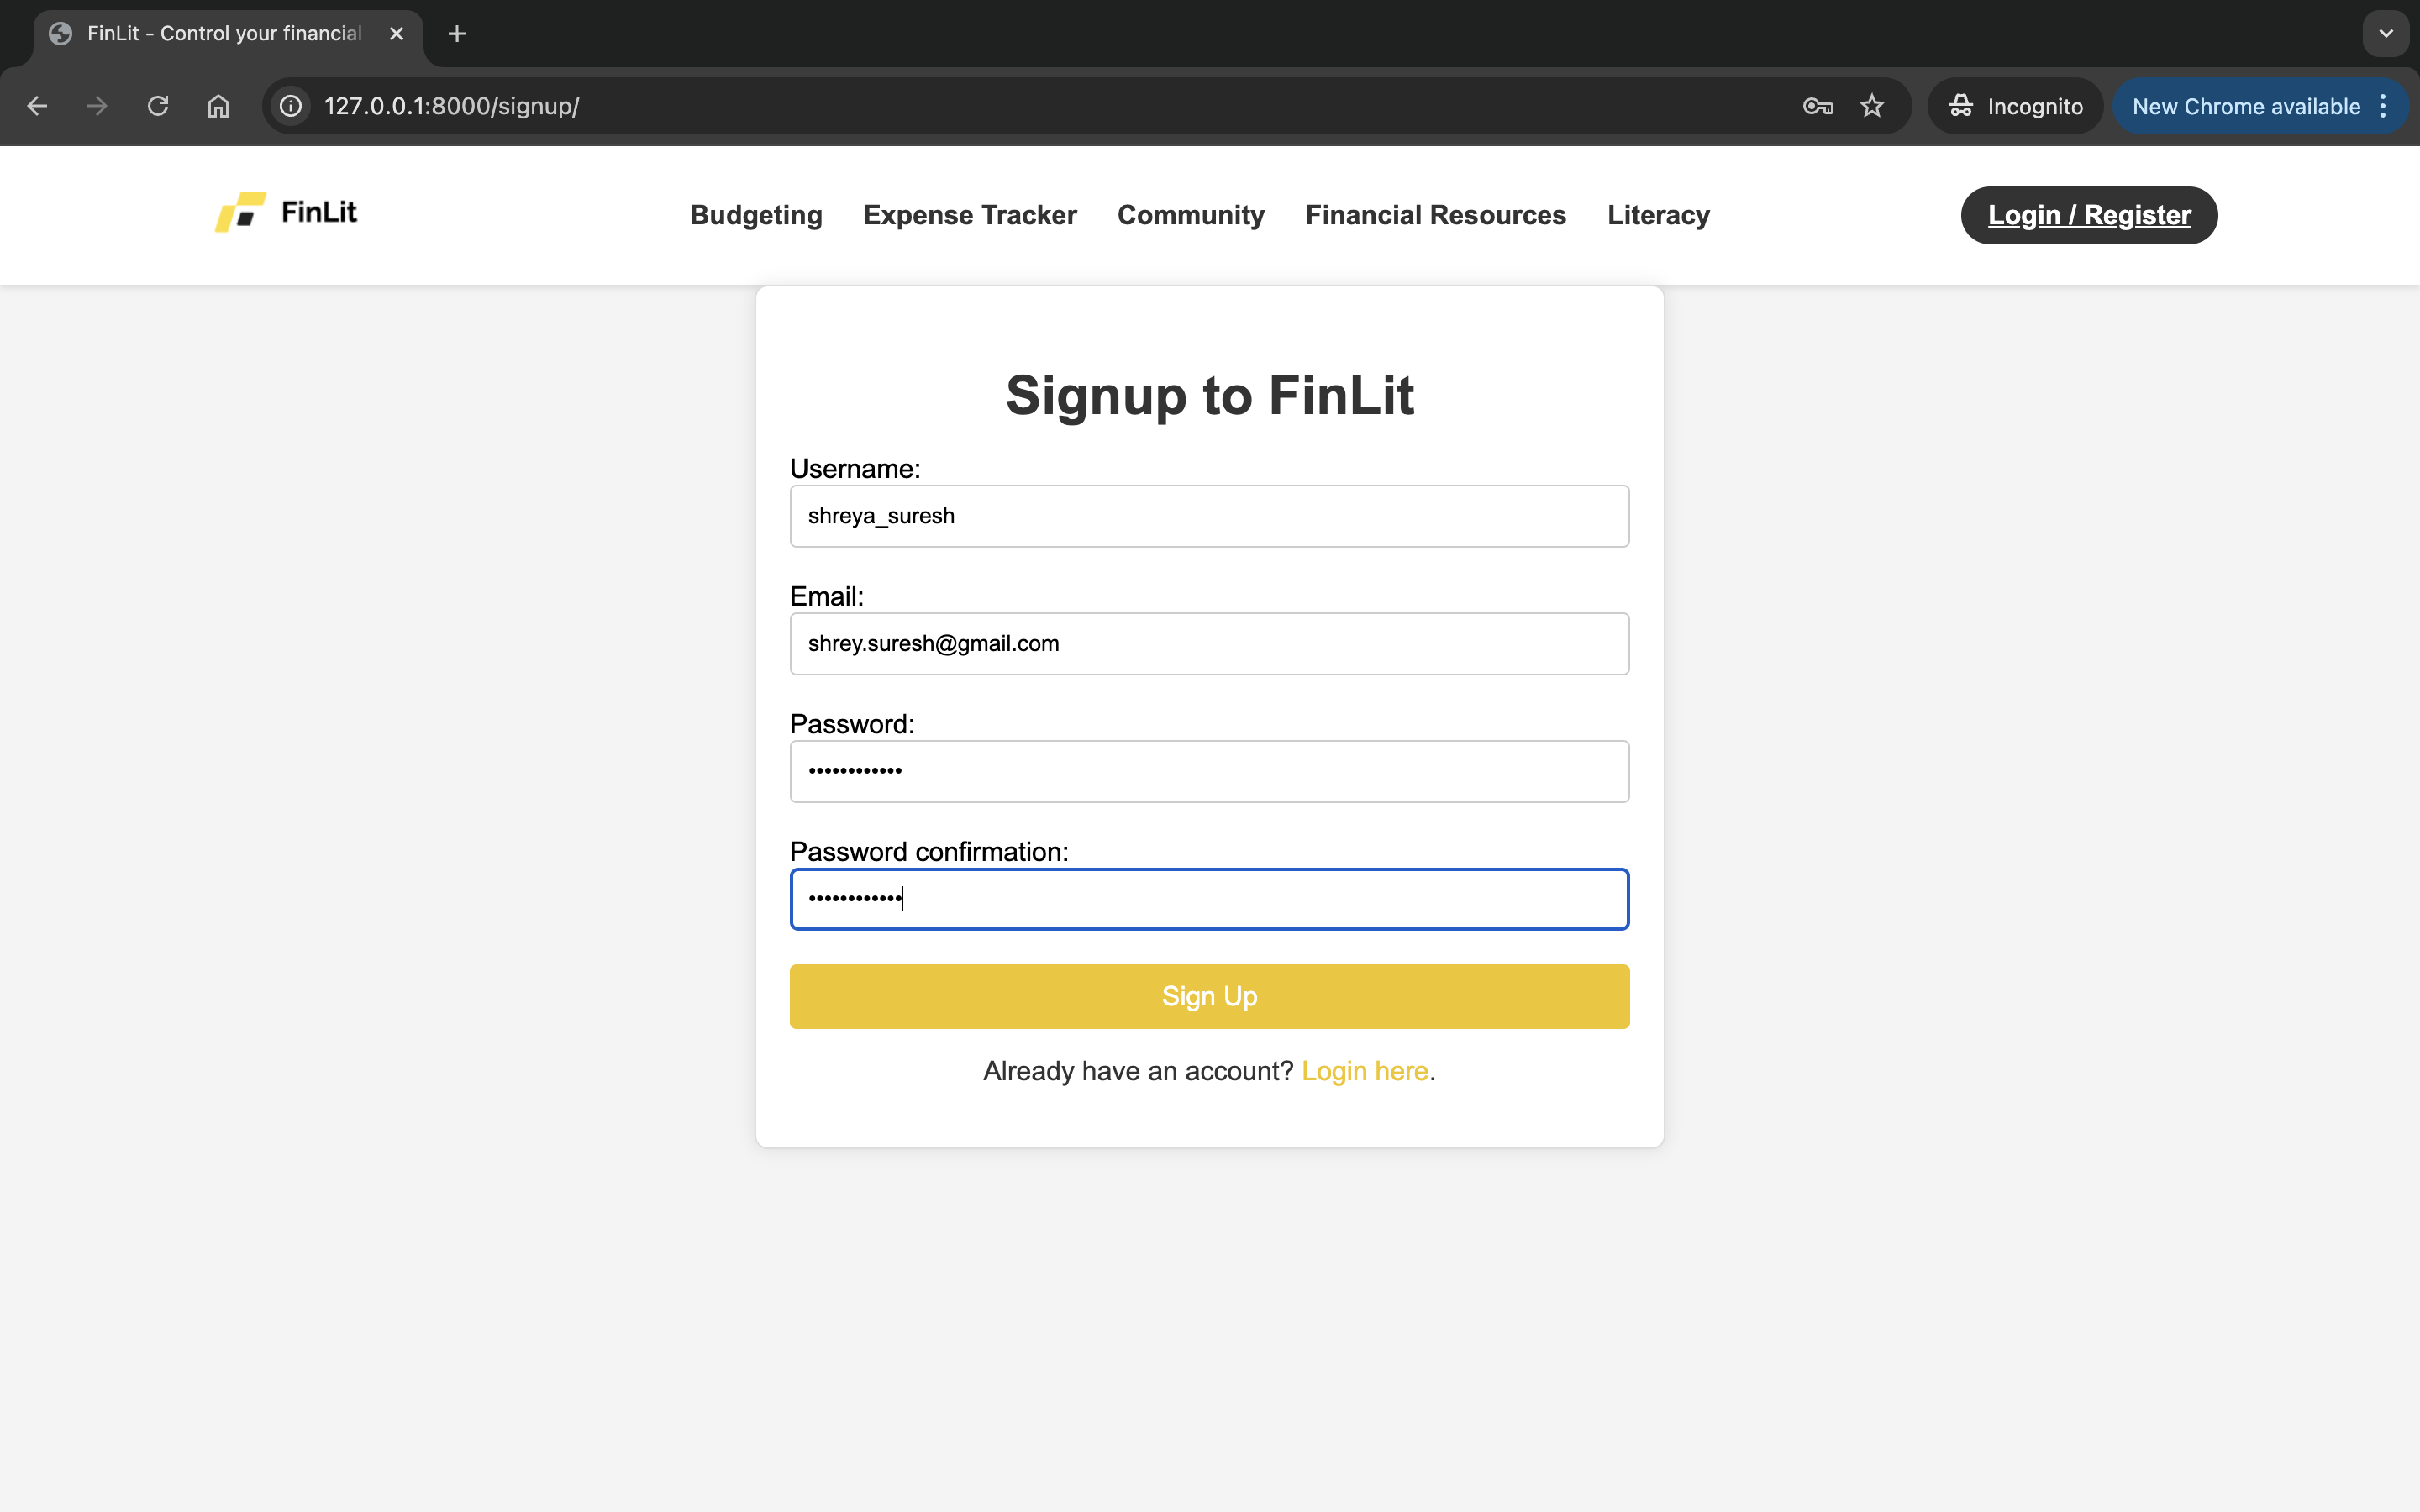 FinLit - Control your financial
127.0.0.1:8000/signup/
Incognito
New Chrome available
FinLit
Budgeting Expense Tracker Community Financial Resources Literacy
Login / Register
Signup to FinLit
Username:
shreya_suresh
Email:
shrey.suresh@gmail.com
Password:
••••••••••••
Password confirmation:
••••••••••••
Sign Up
Already have an account? Login here.